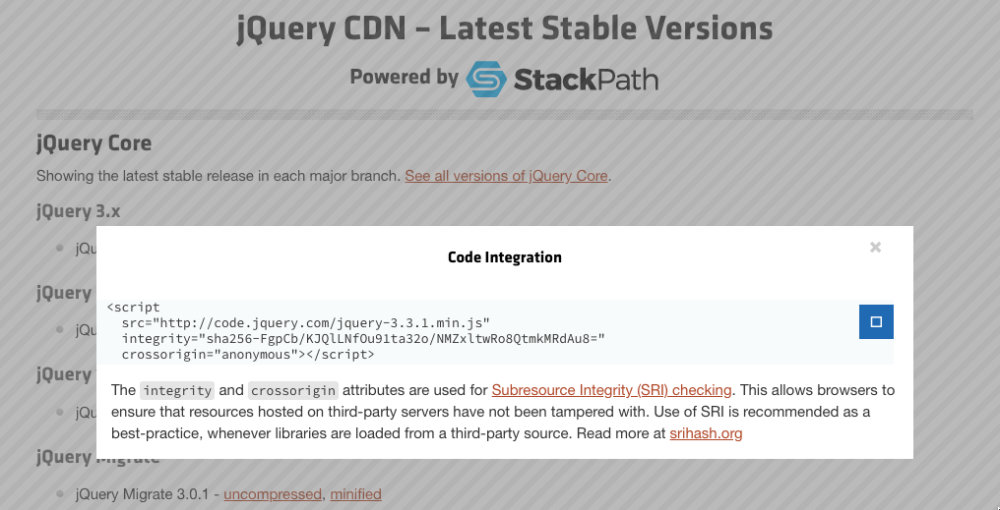 jQuery CDN – Latest Stable Versions
Powered by StackPath
jQuery Core
Showing the latest stable release in each major branch. See all versions of jQuery Core.
jQuery 3.x
jQu
jQuery
jQu
jQuery
jQu
jQuery Migrate
jQuery Migrate 3.0.1 - uncompressed, minified
Code Integration
<script
src="http://code.jquery.com/jquery-3.3.1.min.js"
integrity="sha256-FgpCb/KJQlLNfOu91ta32o/NMZxltwRo8QtmkMRdAu8="
crossorigin="anonymous"></script>
The integrity and crossorigin attributes are used for Subresource Integrity (SRI) checking. This allows browsers to
ensure that resources hosted on third-party servers have not been tampered with. Use of SRI is recommended as a
best-practice, whenever libraries are loaded from a third-party source. Read more at srihash.org